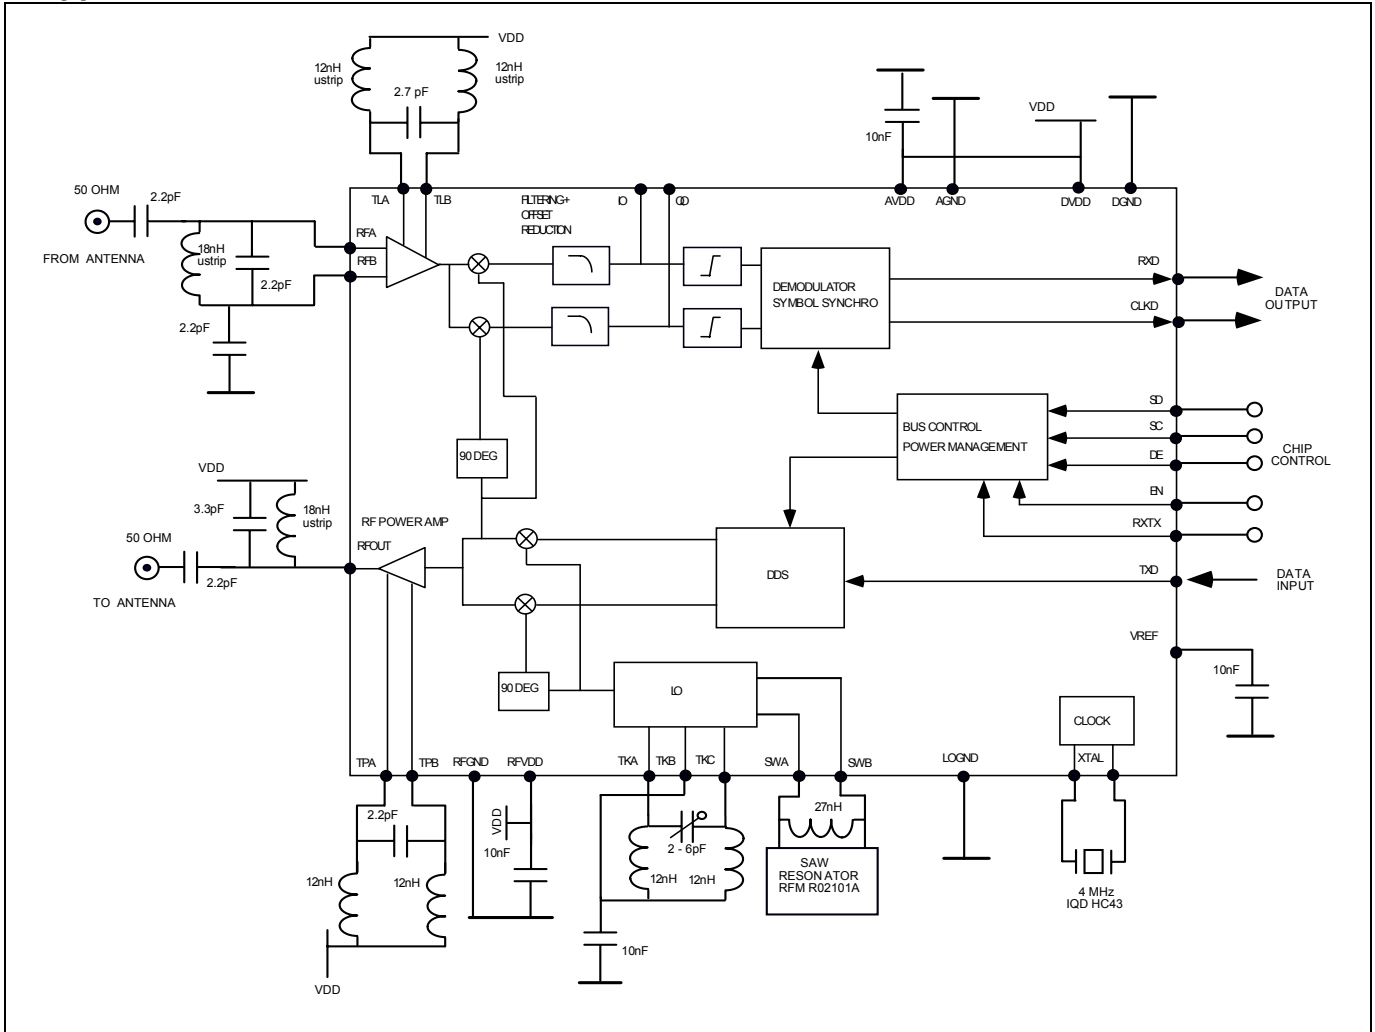 VDD
12nH
ustrip
12nH
ustrip
2.7 pF
VDD
10nF
50 OHM
2.2pF
TLA
TLB
FILTERING+
OFFSET
REDUCTION
IO
QO
AVDD
AGND
DVDD
DGND
FROM ANTENNA
18nH
ustrip
2.2pF
2.2pF
RFA
RFB
DEMODULATOR
SYMBOL SYNCHRO
RXD
CLKD
DATA
OUTPUT
90 DEG
BUS CONTROL
POWER MANAGEMENT
SD
SC
DE
EN
RXTX
CHIP
CONTROL
VDD
3.3pF
18nH
ustrip
RF POWER AMP
RFOUT
50 OHM
2.2pF
TO ANTENNA
DDS
TXD
DATA
INPUT
VREF
10nF
90 DEG
LO
CLOCK
TPA
TPB
RFGND
RFVDD
TKA
TKB
TKC
SWA
SWB
LOGND
XTAL
2.2pF
VDD
10nF
12nH
12nH
2 - 6pF
12nH
12nH
27nH
SAW
RESONATOR
RFM R02101A
4 MHz
IQD HC43
10nF
VDD